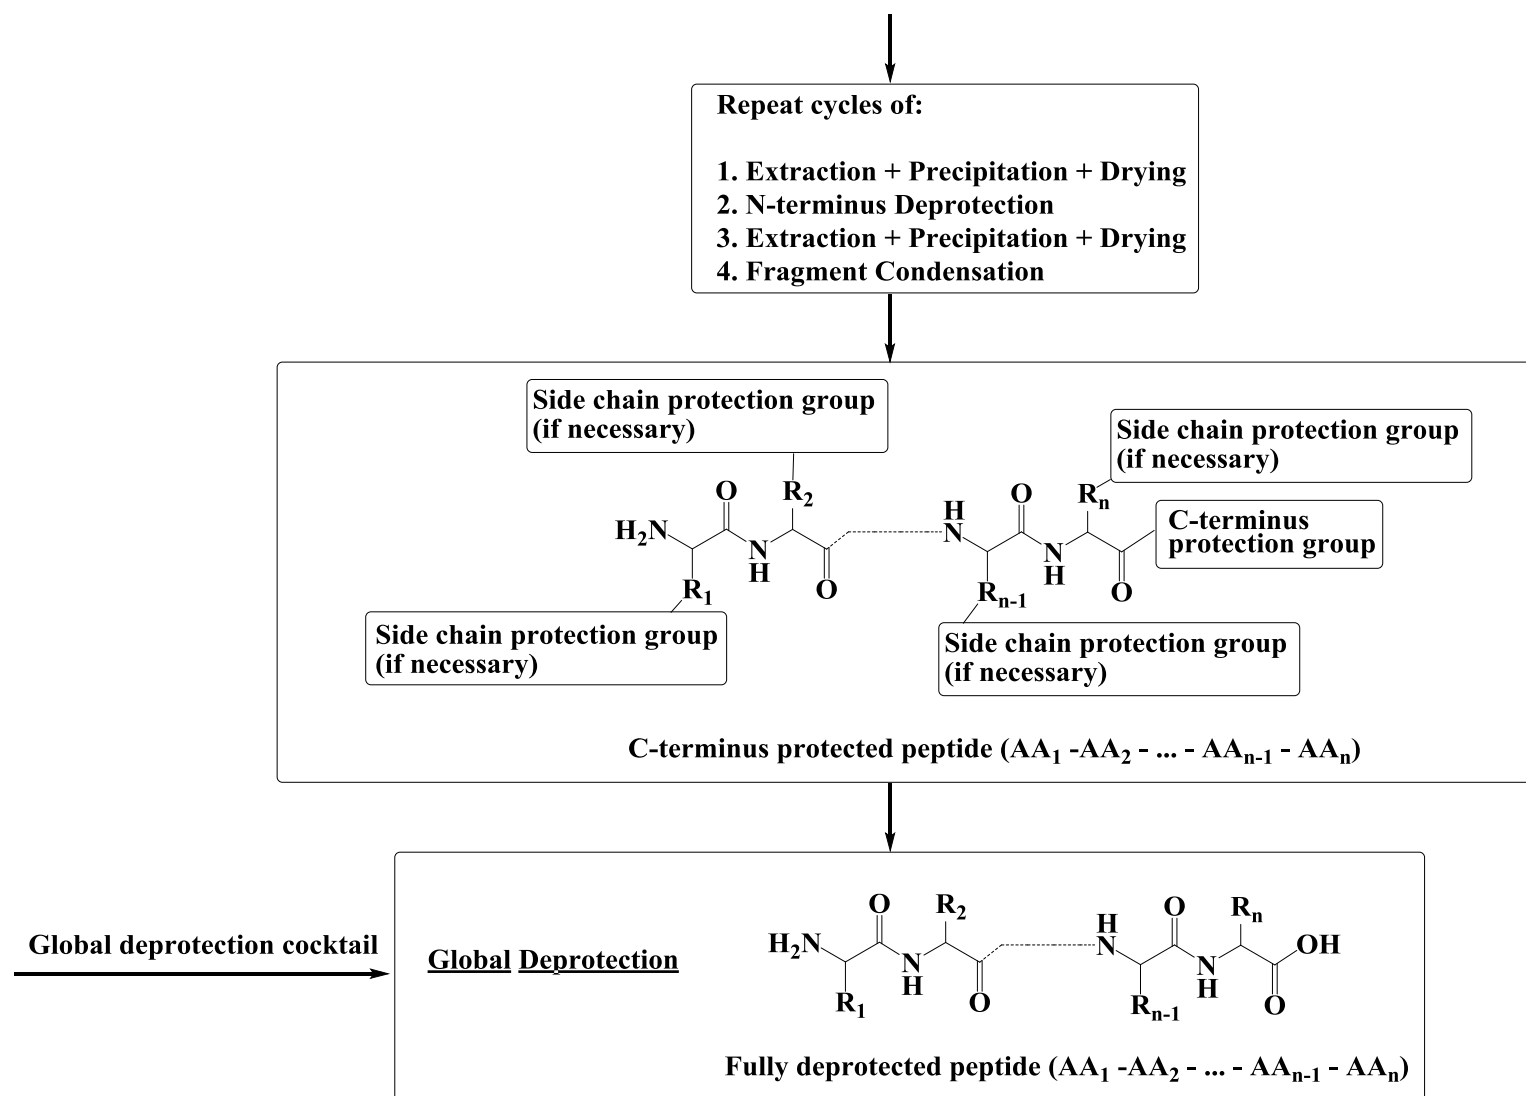 Repeat cycles of:
1. Extraction + Precipitation + Drying
2. N-terminus Deprotection
3. Extraction + Precipitation + Drying
4. Fragment Condensation
Side chain protection group
(if necessary)
Side chain protection group
(if necessary)
O
R2
H2N
N
H
O
R1
H
N
O
Rn
N
H
O
Rn-1
C-terminus
protection group
Side chain protection group
(if necessary)
Side chain protection group
(if necessary)
C-terminus protected peptide (AA1 -AA2 - ... - AAn-1 - AAn)
Global deprotection cocktail
Global Deprotection
O
R2
H2N
N
H
O
R1
H
N
O
Rn
OH
N
H
O
Rn-1
Fully deprotected peptide (AA1 -AA2 - ... - AAn-1 - AAn)